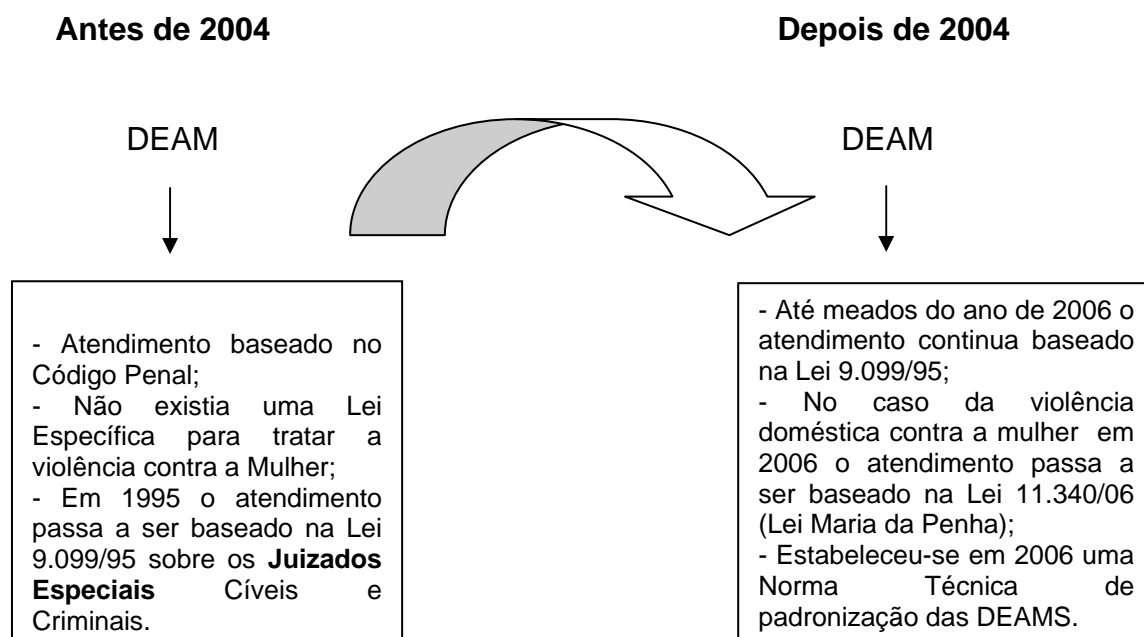 Antes de 2004
Depois de 2004
DEAM
DEAM
- Atendimento baseado no
Código Penal;
- Não existia uma Lei
Específica para tratar a
violência contra a Mulher;
- Em 1995 o atendimento
passa a ser baseado na Lei
9.099/95 sobre os Juizados
Especiais Cíveis e
Criminais.
- Até meados do ano de 2006 o
atendimento continua baseado
na Lei 9.099/95;
- No caso da violência
doméstica contra a mulher em
2006 o atendimento passa a
ser baseado na Lei 11.340/06
(Lei Maria da Penha);
- Estabeleceu-se em 2006 uma
Norma Técnica de
padronização das DEAMS.